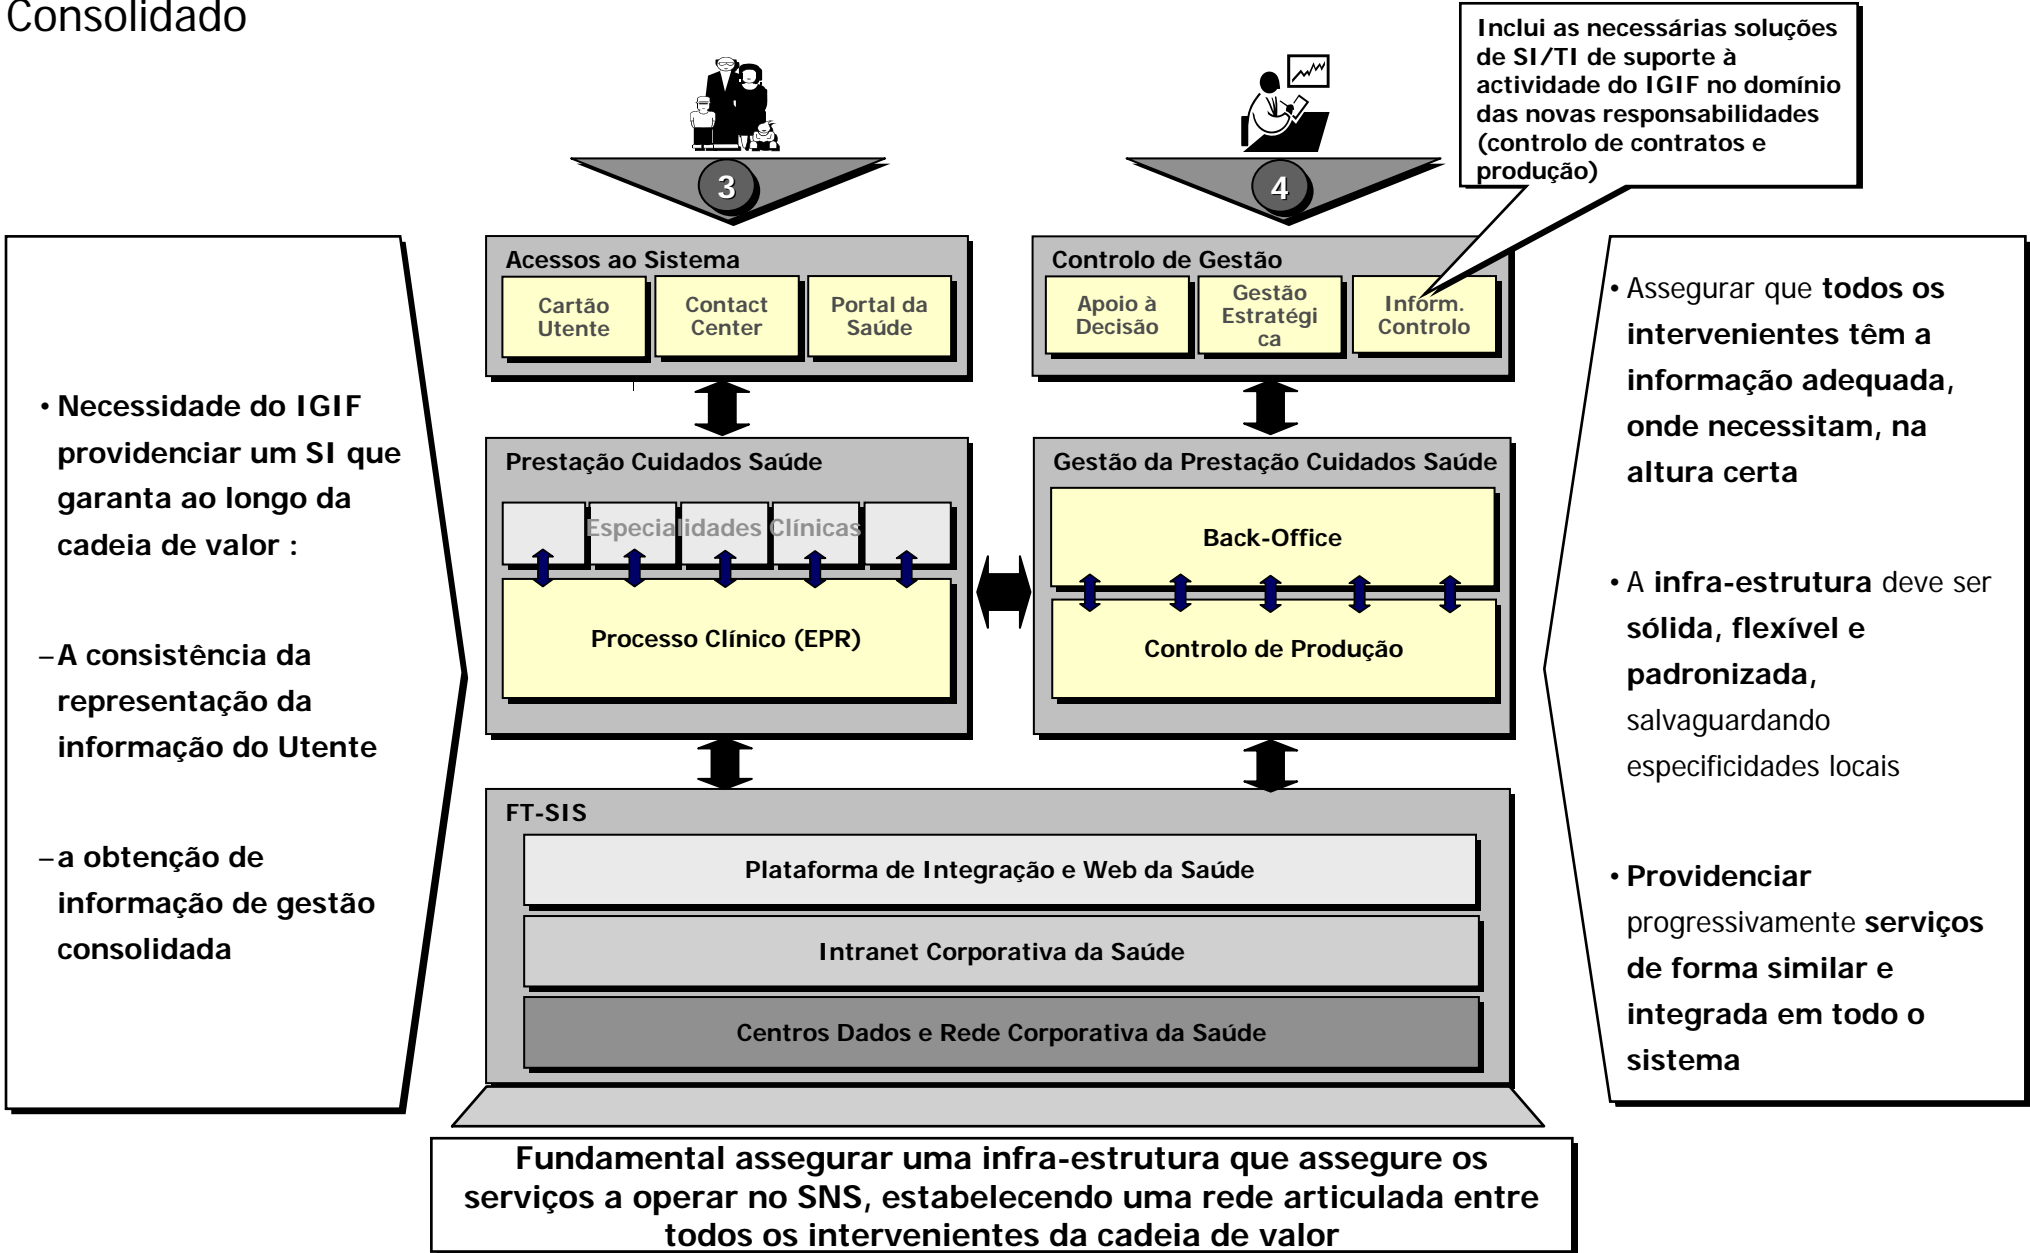 Consolidado
Inclui as necessárias soluções
de SI/TI de suporte à
actividade do IGIF no domínio
das novas responsabilidades
(controlo de contratos e
produção)
3
4
• Necessidade do IGIF
providenciar um SI que
garanta ao longo da
cadeia de valor :
–A consistência da
representação da
informação do Utente
–a obtenção de
informação de gestão
consolidada
Acessos ao Sistema
Cartão
Utente
Contact
Center
Portal da
Saúde
Controlo de Gestão
Apoio à
Decisão
Gestão
Estratégi
ca
Inform.
Controlo
Prestação Cuidados Saúde
Especialidades Clínicas
Processo Clínico (EPR)
Gestão da Prestação Cuidados Saúde
Back-Office
Controlo de Produção
FT-SIS
Plataforma de Integração e Web da Saúde
Intranet Corporativa da Saúde
Centros Dados e Rede Corporativa da Saúde
• Assegurar que todos os
intervenientes têm a
informação adequada,
onde necessitam, na
altura certa
• A infra-estrutura deve ser
sólida, flexível e
padronizada,
salvaguardando
especificidades locais
• Providenciar
progressivamente serviços
de forma similar e
integrada em todo o
sistema
Fundamental assegurar uma infra-estrutura que assegure os
serviços a operar no SNS, estabelecendo uma rede articulada entre
todos os intervenientes da cadeia de valor